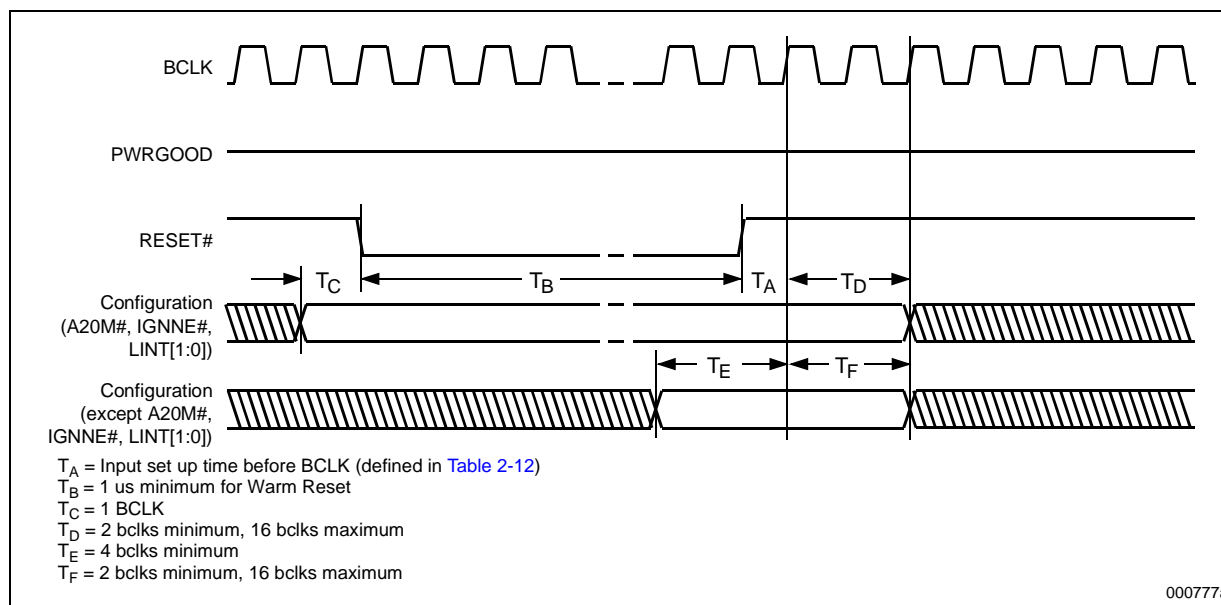 BCLK
PWRGOOD
RESET#
TC
TB
TA
TD
Configuration
(A20M#, IGNNE#,
LINT[1:0])
TE
TF
Configuration
(except A20M#,
IGNNE#, LINT[1:0])
TA = Input set up time before BCLK (defined in Table 2-12)
TB = 1 us minimum for Warm Reset
TC = 1 BCLK
TD = 2 bclks minimum, 16 bclks maximum
TE = 4 bclks minimum
TF = 2 bclks minimum, 16 bclks maximum
000777a